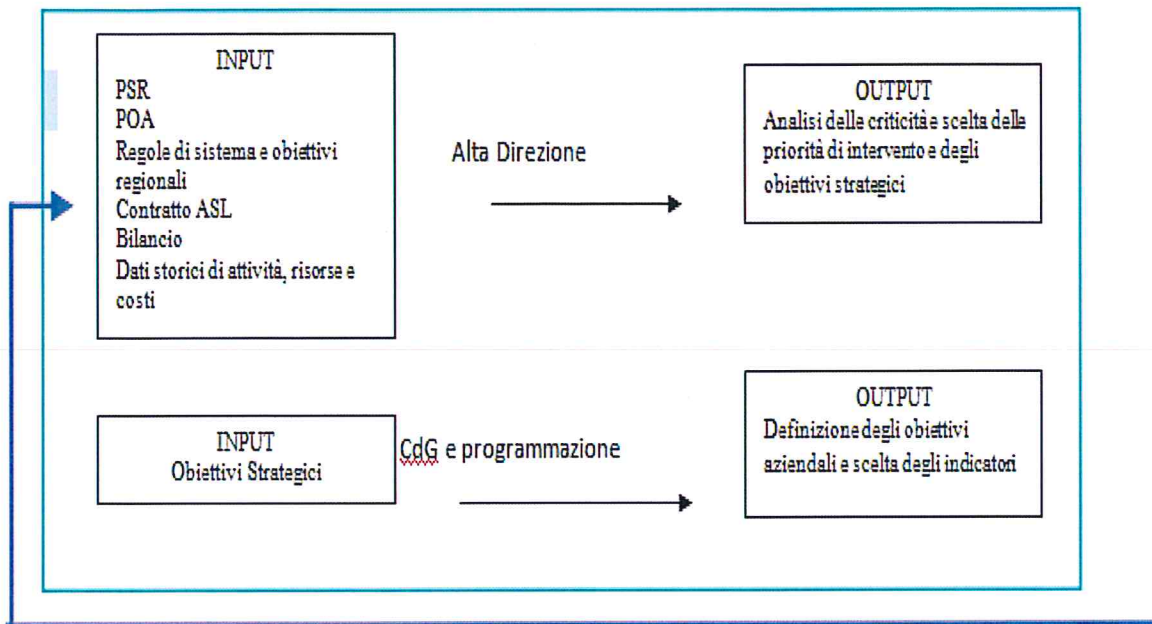 INPUT
PSR
POA
Regole di sistema e obiettivi
regionali
Contratto ASL
Bilancio
Dati storici di attività, risorse e
costi
Alta Direzione
OUTPUT
Analisi delle criticità e scelta delle
priorità di intervento e degli
obiettivi strategici
INPUT
Obiettivi Strategici
CdG e programmazione
OUTPUT
Definizione degli obiettivi
aziendali e scelta degli indicatori